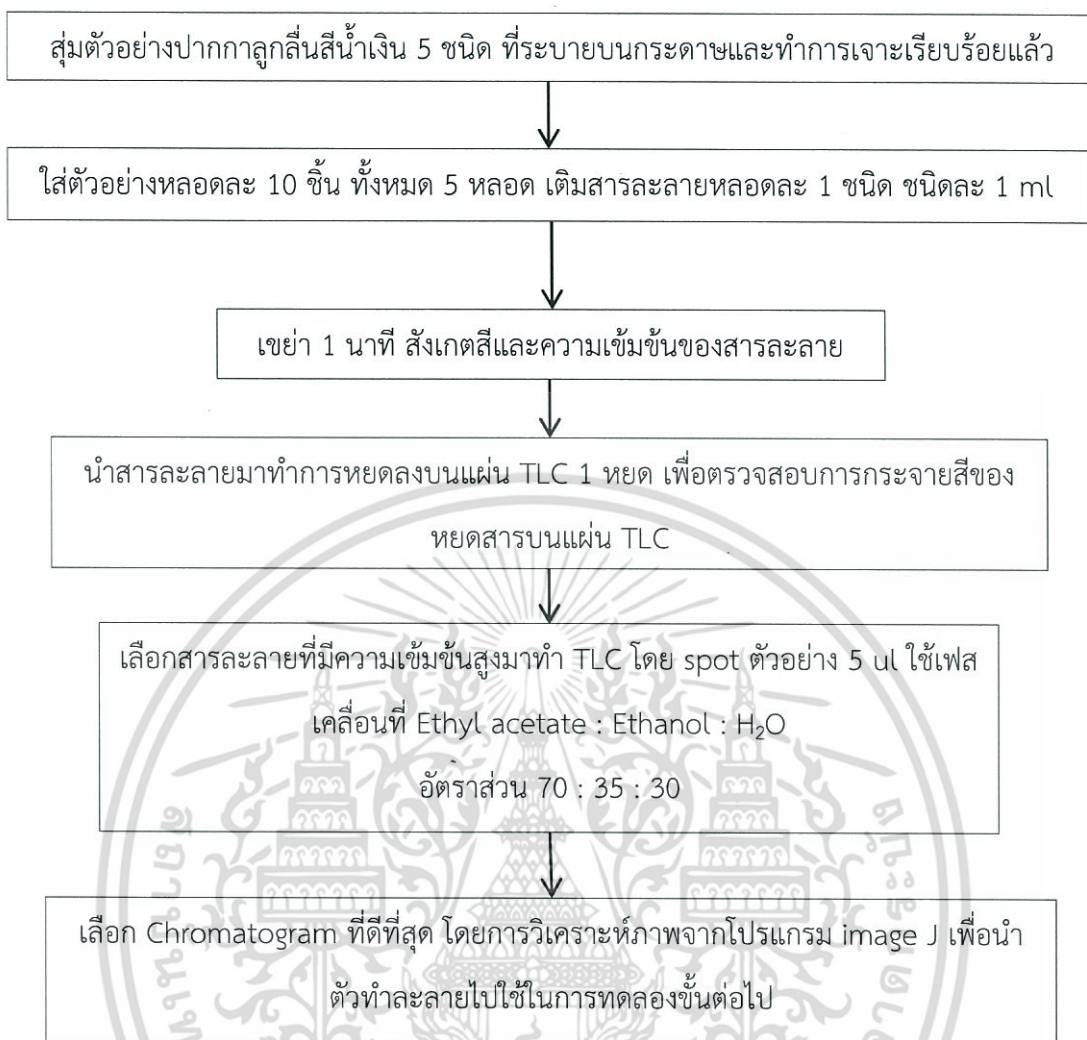 สุ่มตัวอย่างปากกาลูกลื่นสีน้ำเงิน 5 ชนิด ที่ระบายบนกระดาษและทำการเจาะเรียบร้อยแล้ว
ใส่ตัวอย่างหลอดละ 10 ชิ้น ทั้งหมด 5 หลอด เติมสารละลายหลอดละ 1 ชนิด ชนิดละ 1 ml
เขย่า 1 นาที สังเกตสีและความเข้มข้นของสารละลาย
นำสารละลายมาทำการหยดลงบนแผ่น TLC 1 หยด เพื่อตรวจสอบการกระจายสีของ
หยดสารบนแผ่น TLC
เลือกสารละลายที่มีความเข้มข้นสูงมาทำ TLC โดย spot ตัวอย่าง 5 ul ใช้เฟส
เคลื่อนที่ Ethyl acetate : Ethanol : H₂O
อัตราส่วน 70 : 35 : 30
เลือก Chromatogram ที่ดีที่สุด โดยการวิเคราะห์ภาพจากโปรแกรม image J เพื่อนำ
ตัวทำละลายไปใช้ในการทดลองขั้นต่อไป